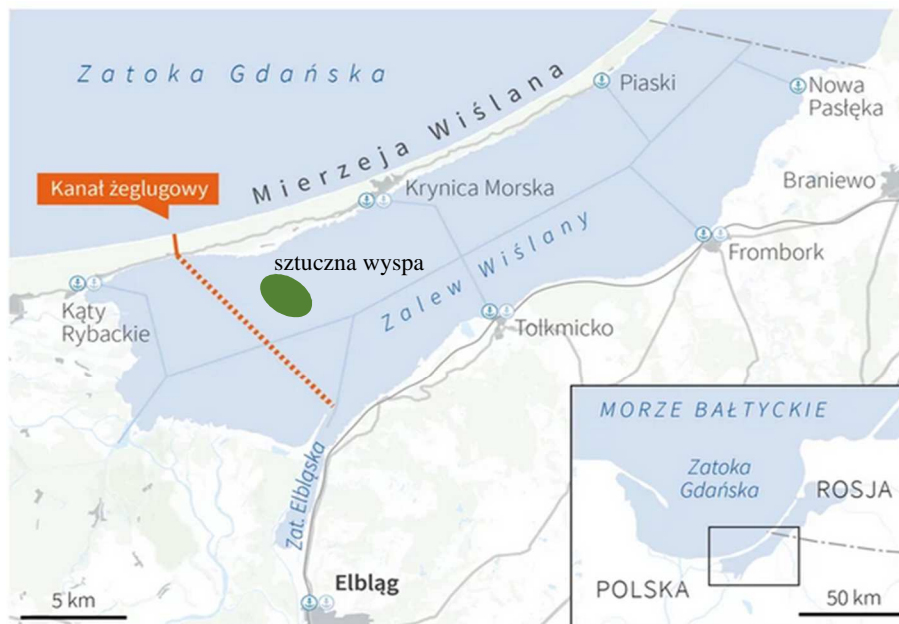 Zatoka Gdańska
Mierzeja Wiślana
Piaski
Nowa
Pasłęka
Kanał żeglugowy
Krynica Morska
Braniewo
sztuczna wyspa
Zalew Wiślany
Frombork
Kąty
Rybackie
Tolkmicko
Zat. Elbląska
Elbląg
5 km
MORZE BAŁTYCKIE
Zatoka
Gdańska
ROSJA
POLSKA
50 km